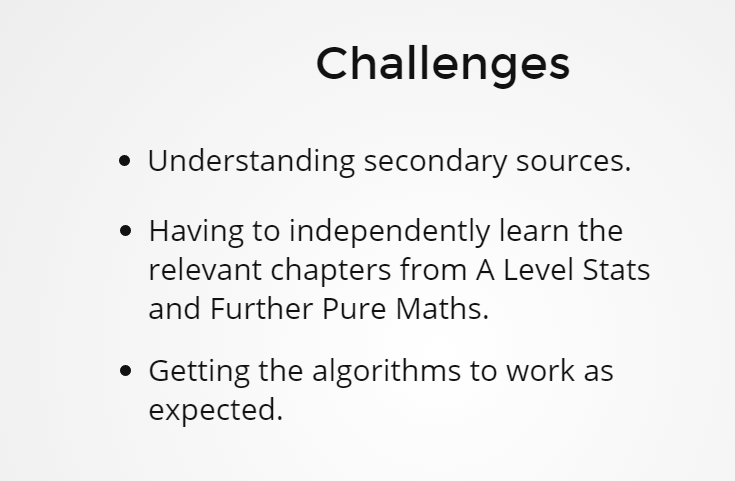 Challenges
• Understanding secondary sources.
• Having to independently learn the
relevant chapters from A Level Stats
and Further Pure Maths.
• Getting the algorithms to work as
expected.